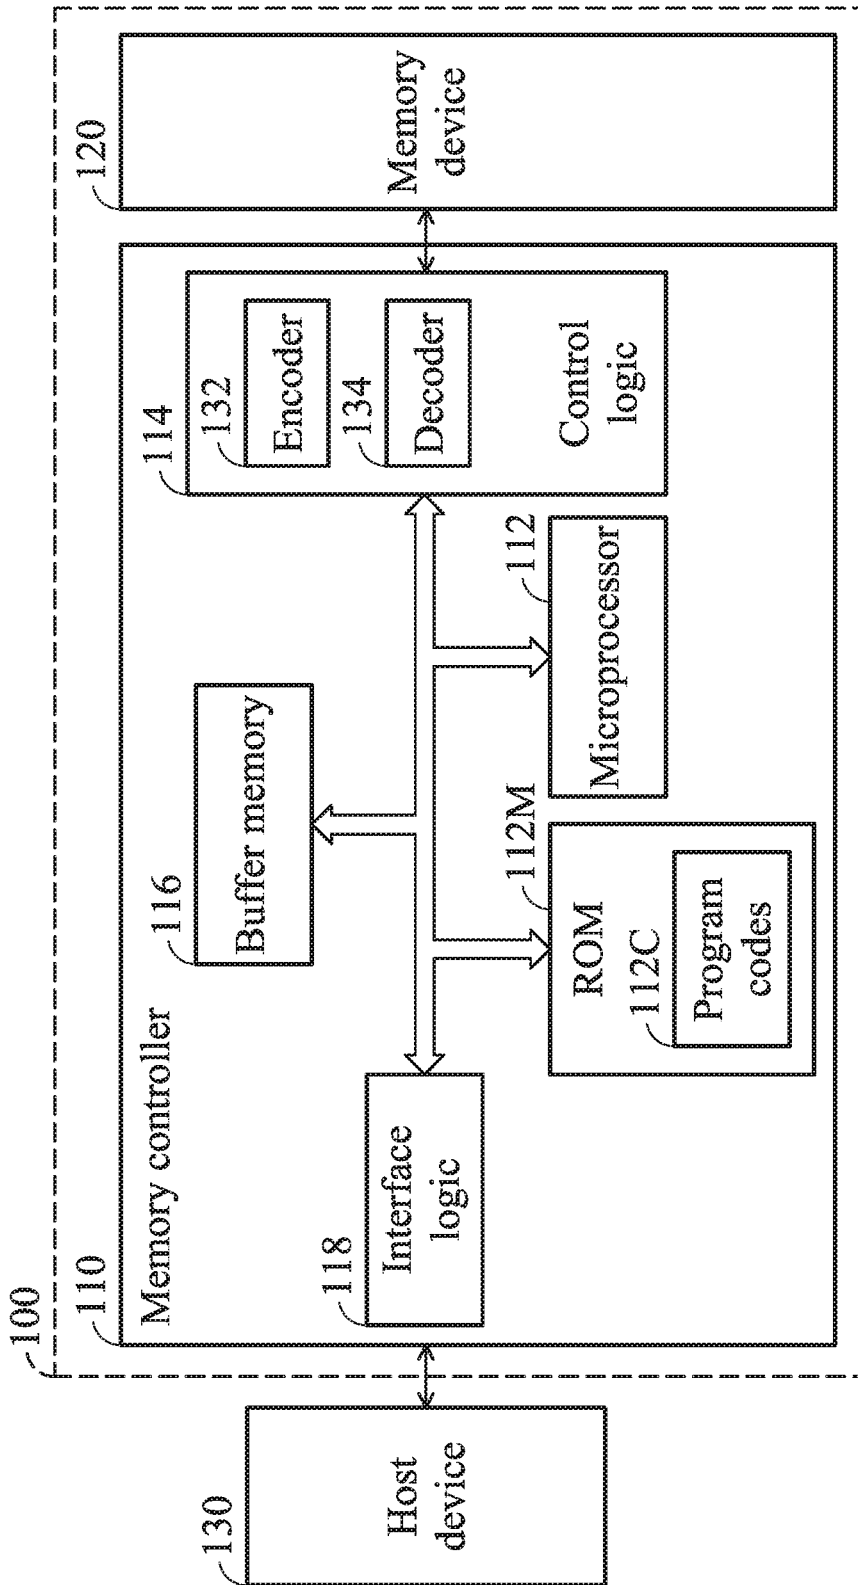 100
110
Memory controller
120
Memory
device
114
132
Encoder
134
Decoder
Control
logic
116
Buffer memory
112
Microprocessor
112M
ROM
112C
Program
codes
118
Interface
logic
130
Host
device